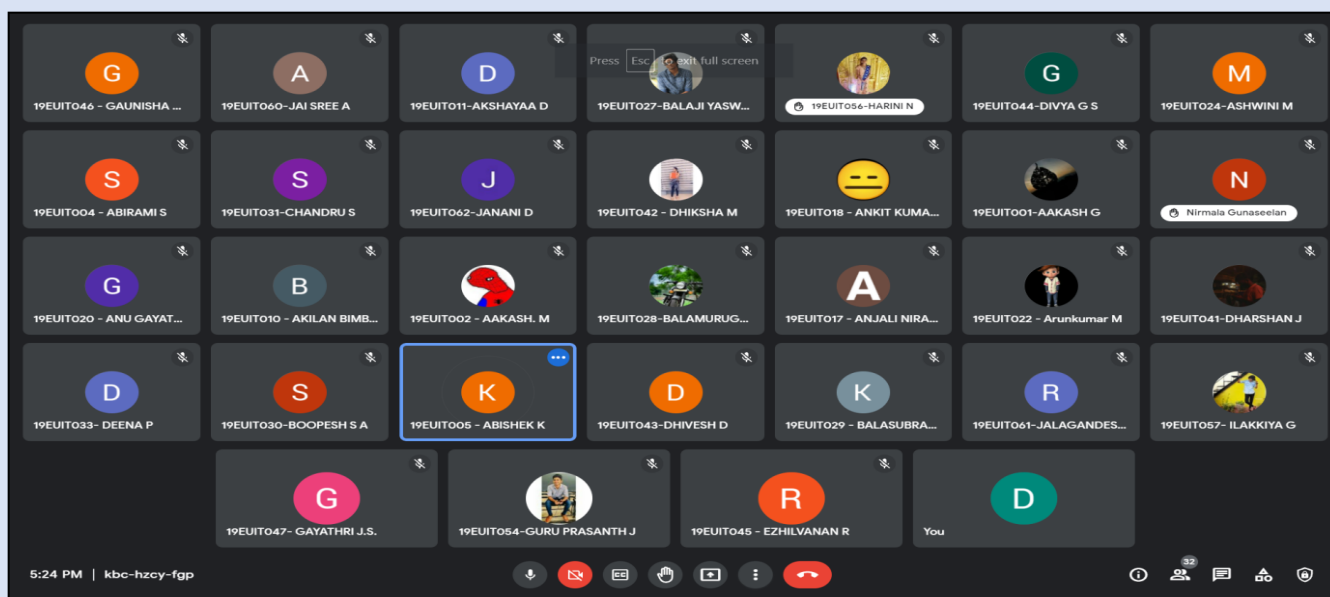 G
A
D
Press Esc to exit full screen
G
M
19EUIT046 - GAUNISHA ...
19EUIT060-JAI SREE A
19EUIT011-AKSHAYAA D
19EUIT027-BALAJI YASW...
19EUIT056-HARINI N
19EUIT044-DIVYA G S
19EUIT024-ASHWINI M
S
S
J
N
19EUIT004 - ABIRAMI S
19EUIT031-CHANDRU S
19EUIT062-JANANI D
19EUIT042 - DHIKSHA M
19EUIT018 - ANKIT KUMA...
19EUIT001-AAKASH G
Nirmala Gunaseelan
G
B
A
19EUIT020 - ANU GAYAT...
19EUIT010 - AKILAN BIMB...
19EUIT002 - AAKASH. M
19EUIT028-BALAMURUG...
19EUIT017 - ANJALI NIRA...
19EUIT022 - Arunkumar M
19EUIT041-DHARSHAN J
D
S
K
D
K
R
19EUIT033- DEENA P
19EUIT030-BOOPESH S A
19EUIT005 - ABISHEK K
19EUIT043-DHIVESH D
19EUIT029 - BALASUBRA...
19EUIT061-JALAGANDES...
19EUIT057- ILAKKIYA G
G
R
D
19EUIT047- GAYATHRI J.S.
19EUIT054-GURU PRASANTH J
19EUIT045 - EZHILVANAN R
You
5:24 PM | kbc-hzcy-fgp
CC
32